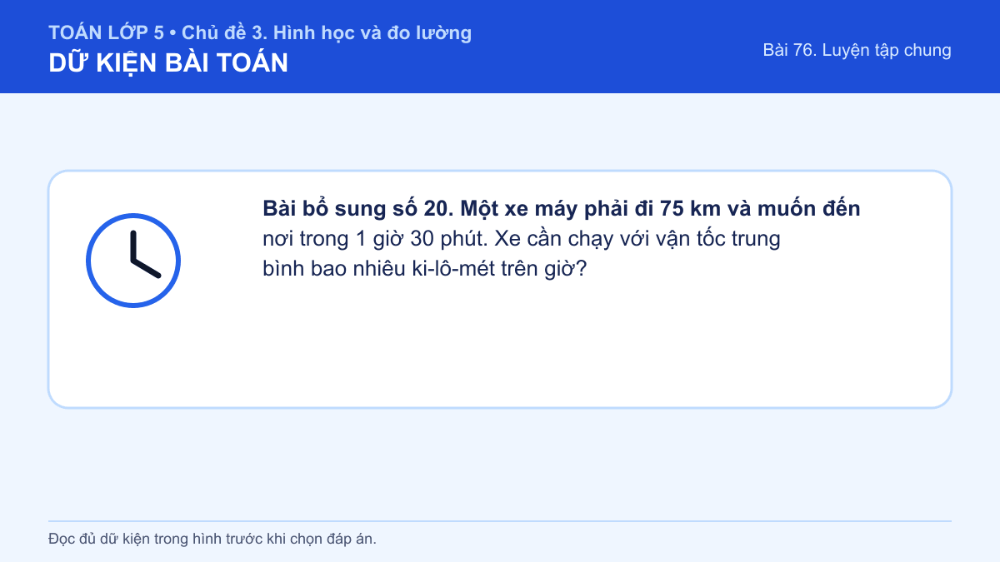 TOÁN LỚP 5 • Chủ đề 3. Hình học và đo lường
DỮ KIỆN BÀI TOÁN
Bài 76. Luyện tập chung
Bài bổ sung số 20. Một xe máy phải đi 75 km và muốn đến
nơi trong 1 giờ 30 phút. Xe cần chạy với vận tốc trung
bình bao nhiêu ki-lô-mét trên giờ?
Đọc đủ dữ kiện trong hình trước khi chọn đáp án.